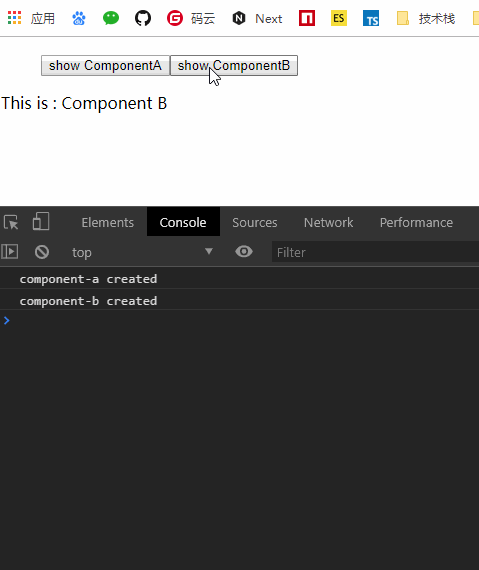 应用 码云 Next ES TS 技术栈
show ComponentA show ComponentB
This is : Component B
Elements Console Sources Network Performance
top Filter
component-a created
component-b created